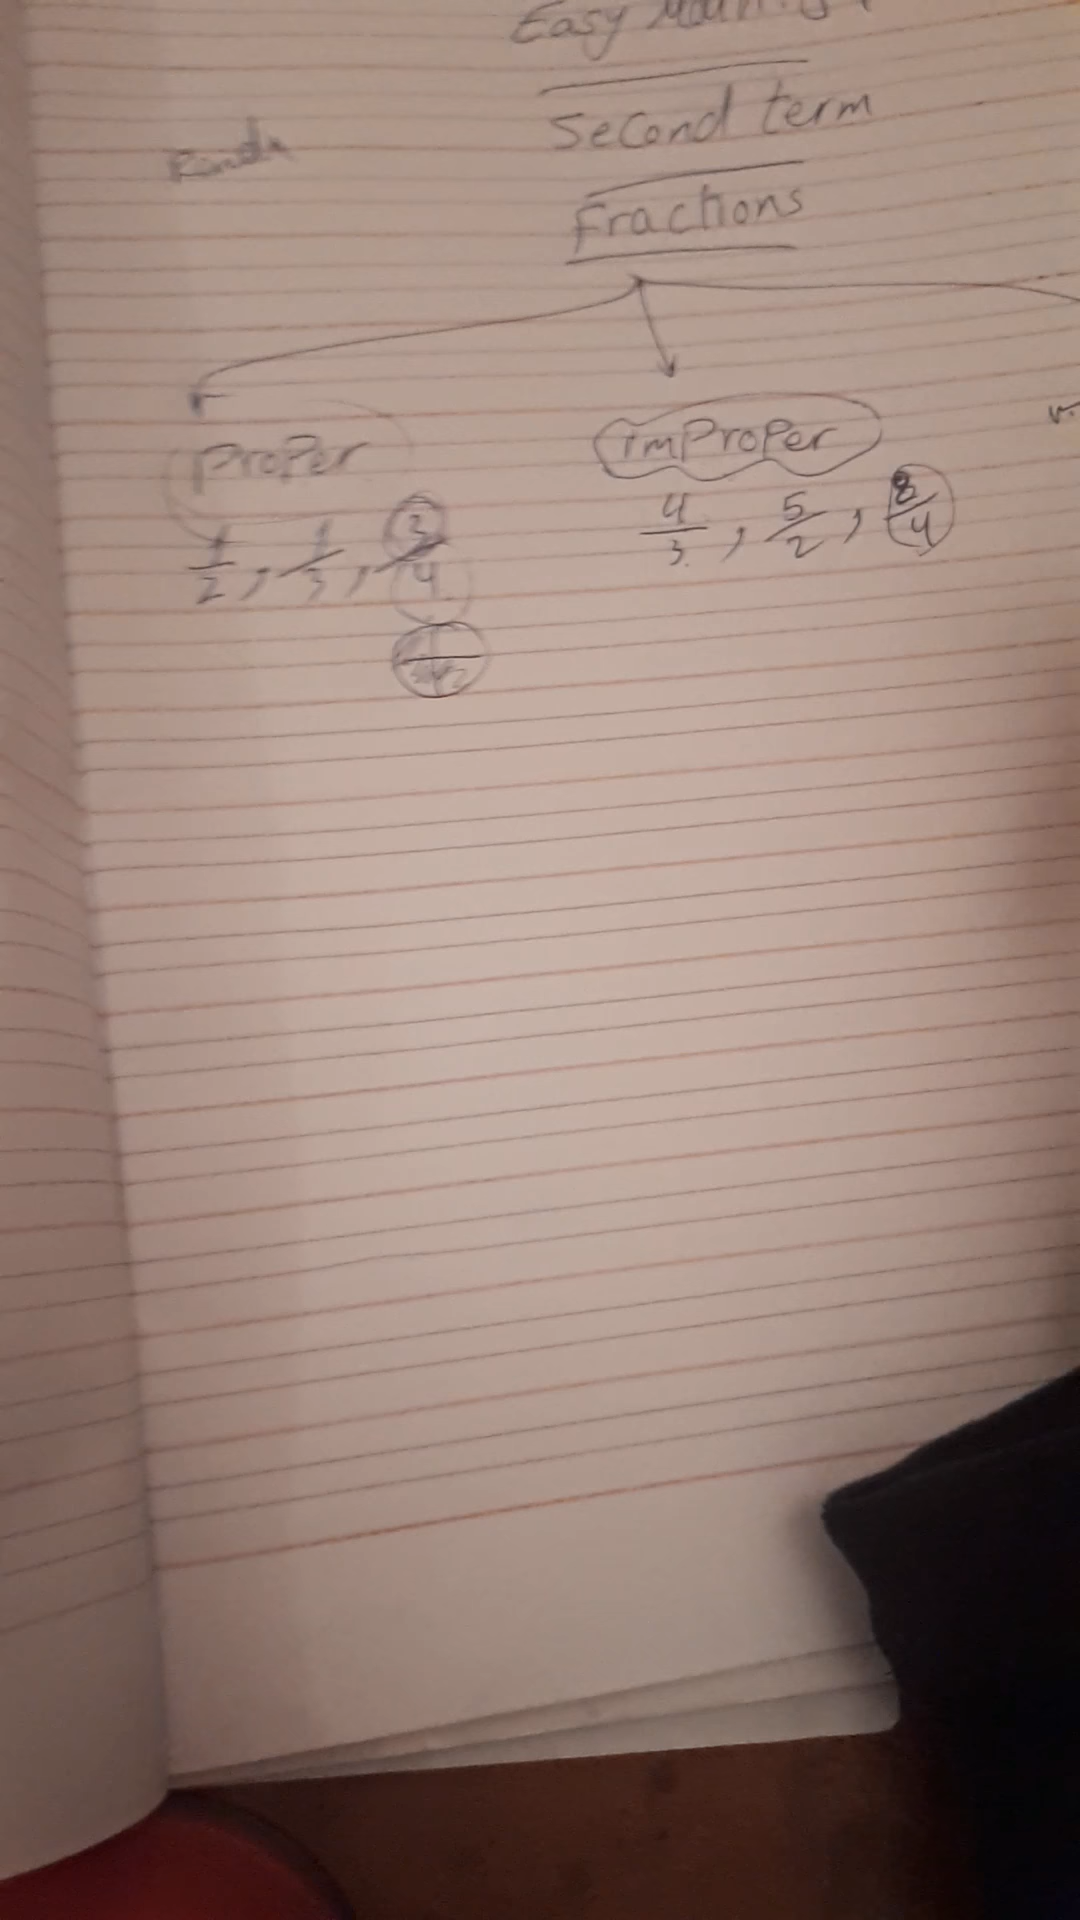 Easy
Second term
Fractions
Proper
imProper
1/2, 1/3, 3/4
4/3, 5/2, 8/4